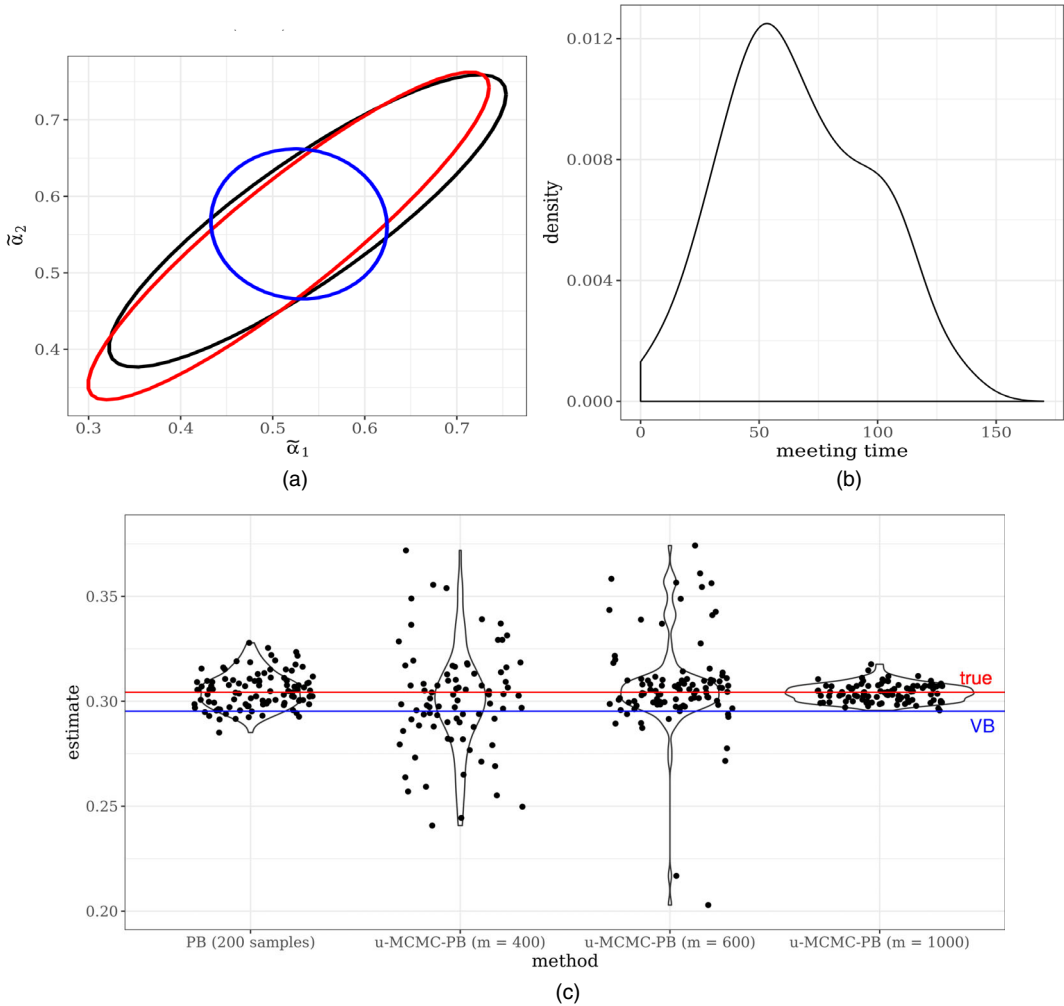 0.7
0.6
0.5
0.4
α̃₂
0.3 0.4 0.5 0.6 0.7
α̃₁
(a)
0.012
0.008
0.004
0.000
density
0 50 100 150
meeting time
(b)
0.35
0.30
0.25
0.20
estimate
true
VB
PB (200 samples) u-MCMC-PB (m = 400) u-MCMC-PB (m = 600) u-MCMC-PB (m = 1000)
method
(c)